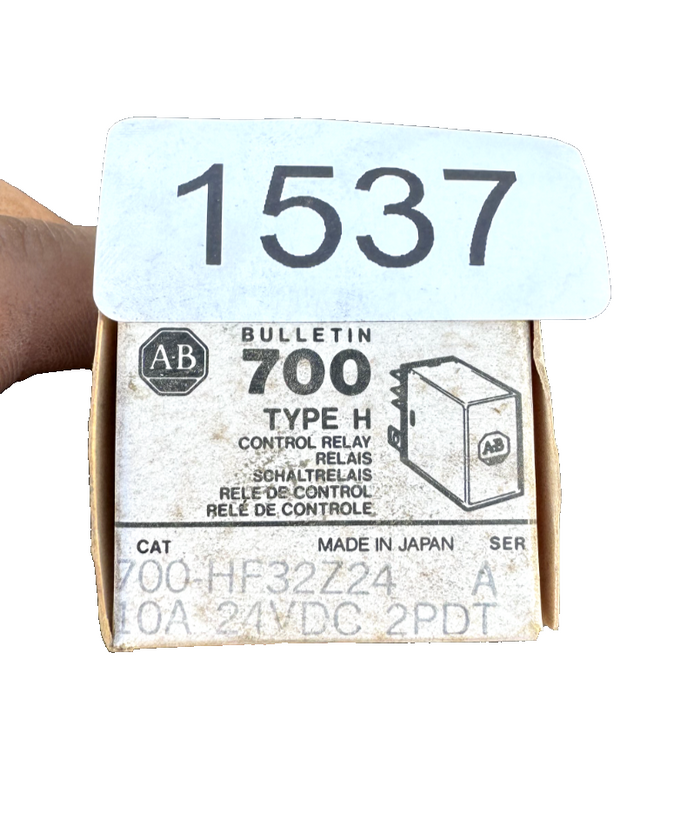 1537
A-B
BULLETIN
700
TYPE H
CONTROL RELAY
RELAIS
SCHALTRELAIS
RELE DE CONTROL
RELÉ DE CONTROLE
A-B
CAT MADE IN JAPAN SER
700-HF32Z24 A
10A 24VDC 2PDT